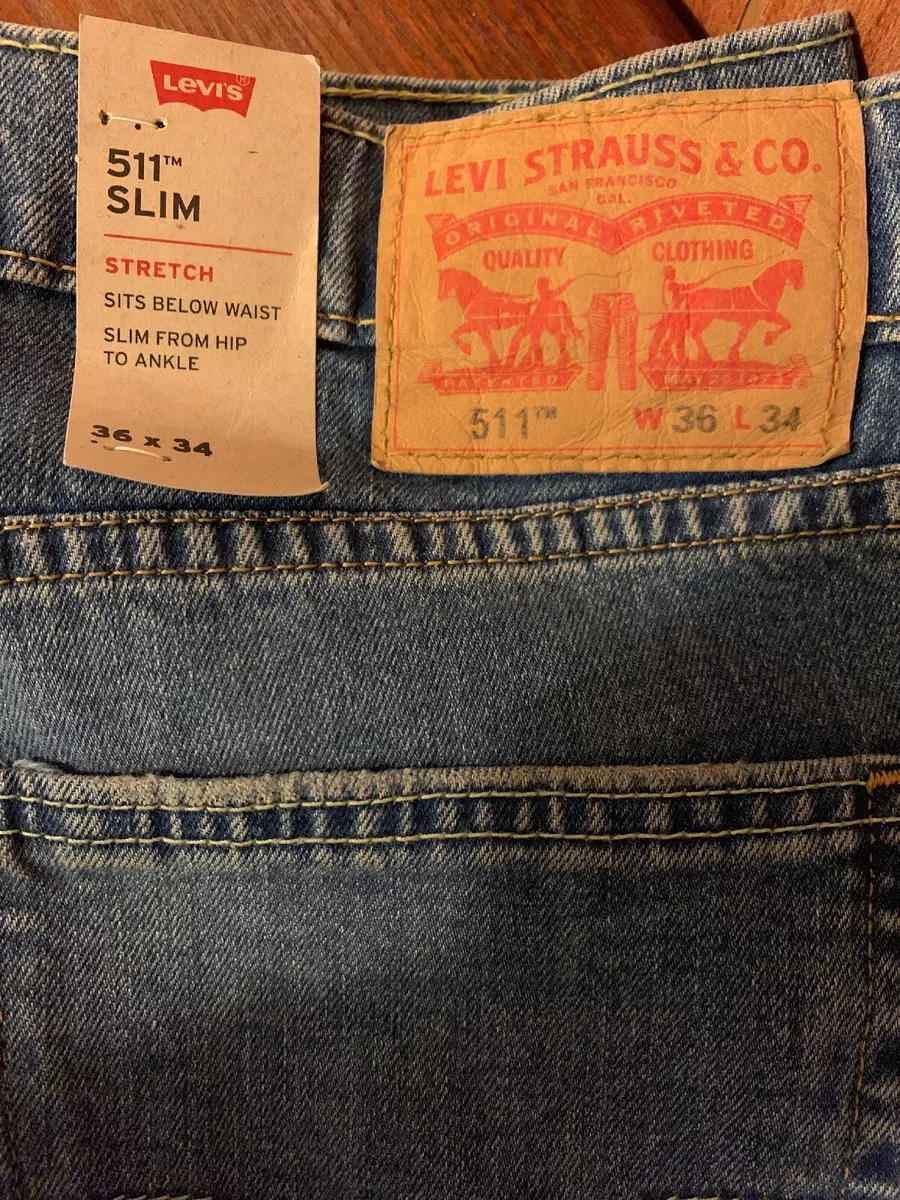 Levi's®
511™
SLIM
STRETCH
SITS BELOW WAIST
SLIM FROM HIP
TO ANKLE
36 x 34
LEVI STRAUSS & CO.
SAN FRANCISCO
CAL.
ORIGINAL RIVETED
QUALITY CLOTHING
511™ W 36 L 34